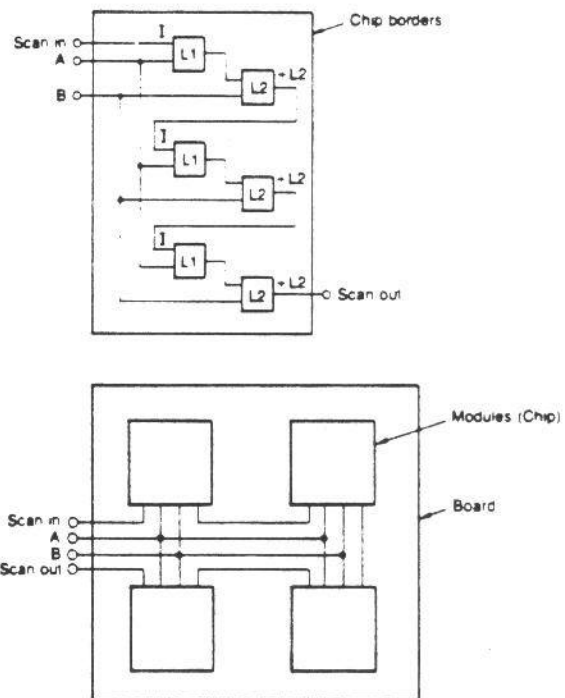 Chip borders
Scan in
I
L1
A
+L2
B
L2
I
L1
+L2
L2
I
L1
+L2
L2
Scan out
Modules (Chip)
Board
Scan in
A
B
Scan out